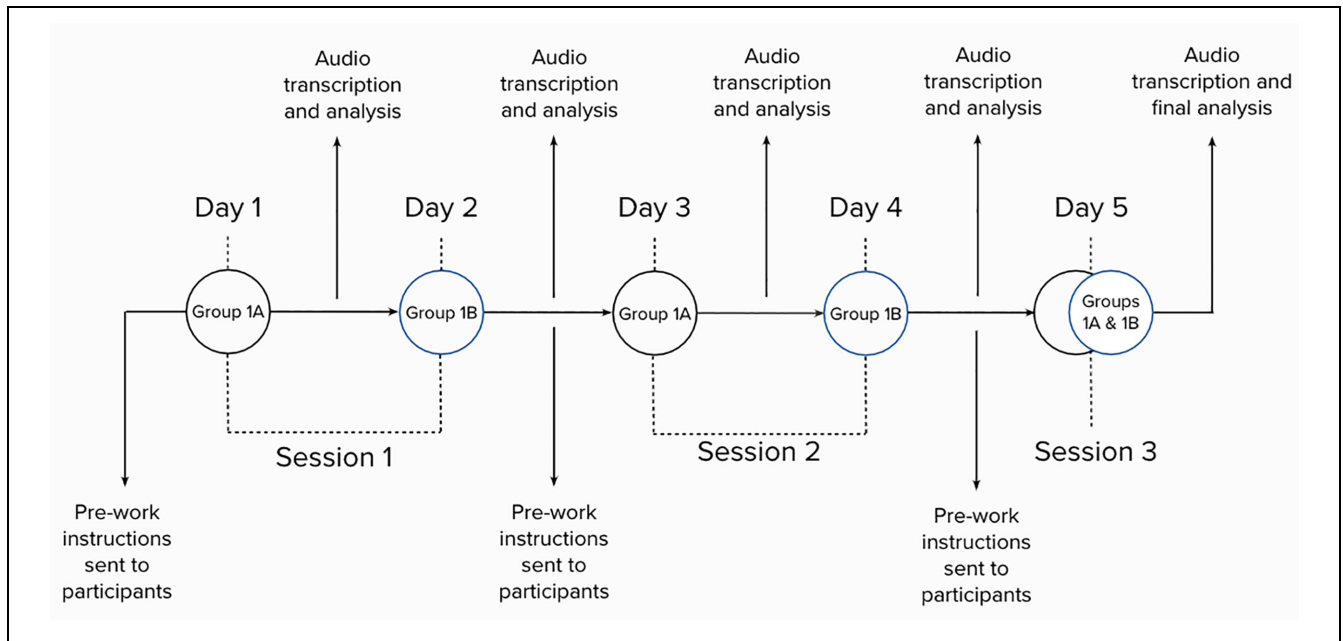 Audio
transcription
and analysis
Audio
transcription
and analysis
Audio
transcription
and analysis
Audio
transcription
and analysis
Audio
transcription and
final analysis
Day 1
Day 2
Day 3
Day 4
Day 5
Group 1A
Group 1B
Group 1A
Group 1B
Groups
1A & 1B
Session 1
Session 2
Session 3
Pre-work
instructions
sent to
participants
Pre-work
instructions
sent to
participants
Pre-work
instructions
sent to
participants